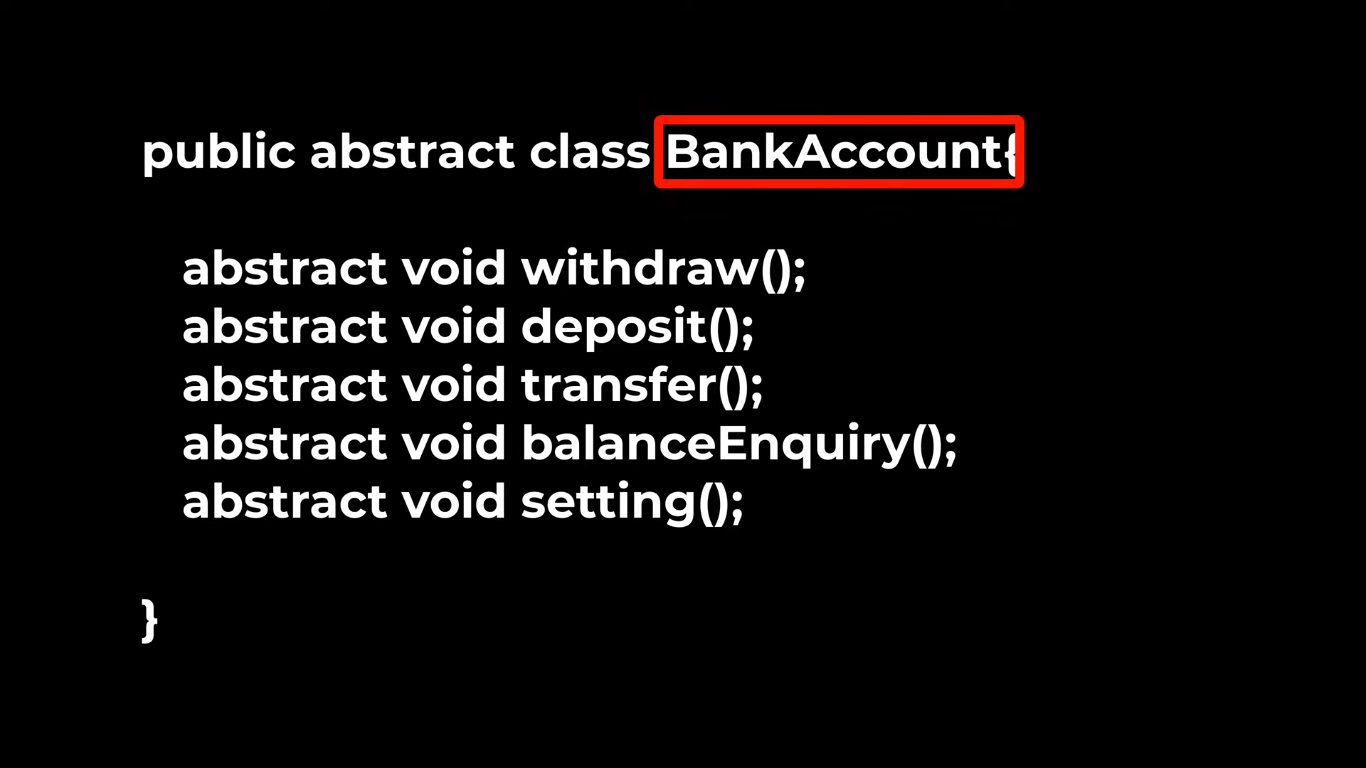 public abstract class BankAccount{
abstract void withdraw();
abstract void deposit();
abstract void transfer();
abstract void balanceEnquiry();
abstract void setting();
}